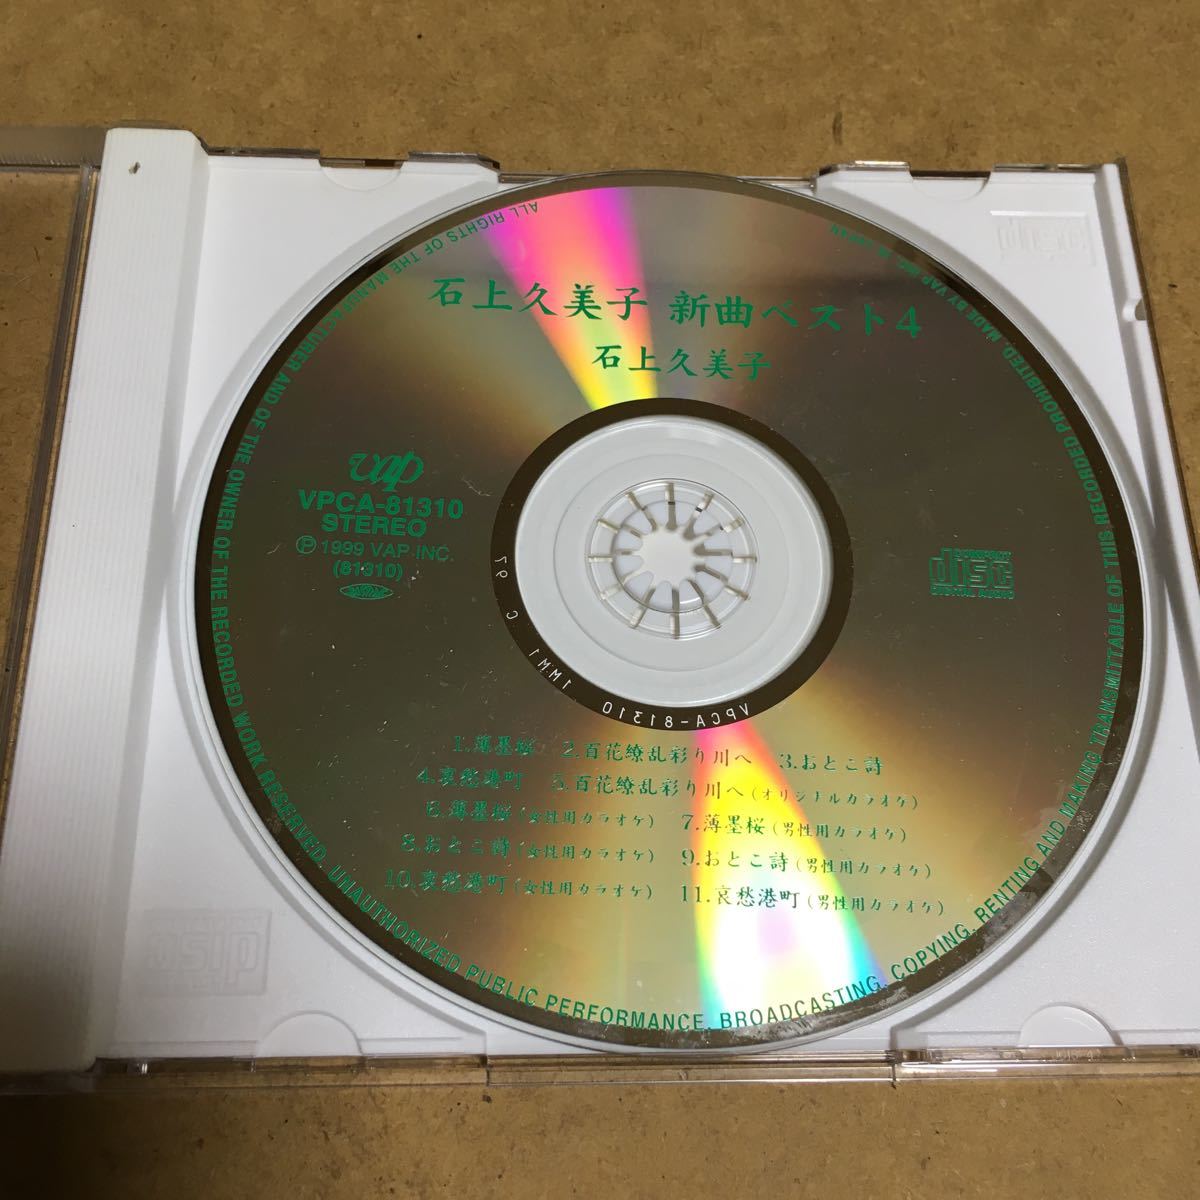 石上久美子 新曲ベスト4
石上久美子
vap
VPCA-81310
STEREO
℗ 1999 VAP INC.
(81310)
COMPACT
disc
DIGITAL AUDIO
1.薄墨桜 2.百花繚乱彩り川へ 3.おとこ詩
4.哀愁港町 5.百花繚乱彩り川へ(オリジナルカラオケ)
6.薄墨桜(女性用カラオケ) 7.薄墨桜(男性用カラオケ)
8.おとこ詩(女性用カラオケ) 9.おとこ詩(男性用カラオケ)
10.哀愁港町(女性用カラオケ) 11.哀愁港町(男性用カラオケ)
ALL RIGHTS OF THE MANUFACTURER AND OF THE OWNER OF THE RECORDED WORK RESERVED. UNAUTHORIZED PUBLIC PERFORMANCE, BROADCASTING, COPYING, RENTING AND MAKING TRANSMITTABLE OF THIS RECORDED PROHIBITED. MADE BY VAP INC. IN JAPAN
VPCA-81310 1MM1 C 97
disc
disc